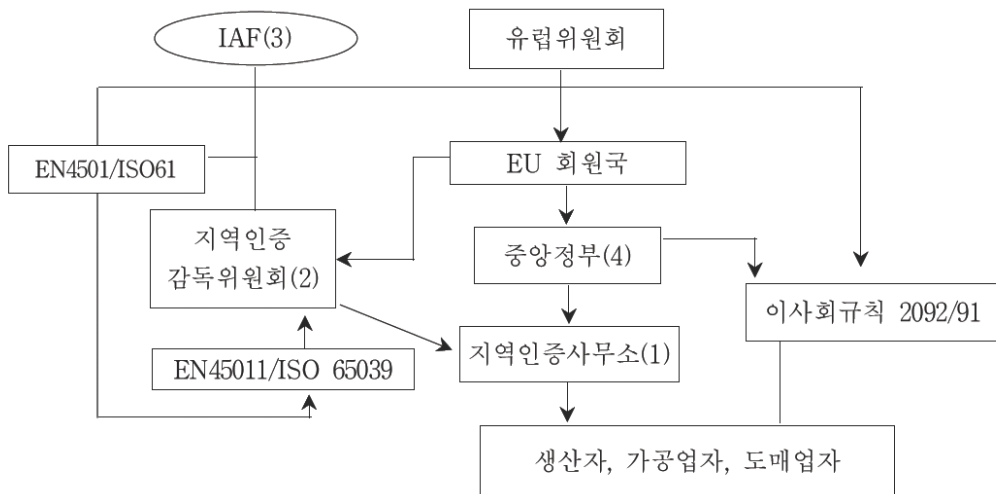 IAF(3)
유럽위원회
EN4501/ISO61
EU 회원국
지역인증
감독위원회(2)
중앙정부(4)
이사회규칙 2092/91
EN45011/ISO 65039
지역인증사무소(1)
생산자, 가공업자, 도매업자